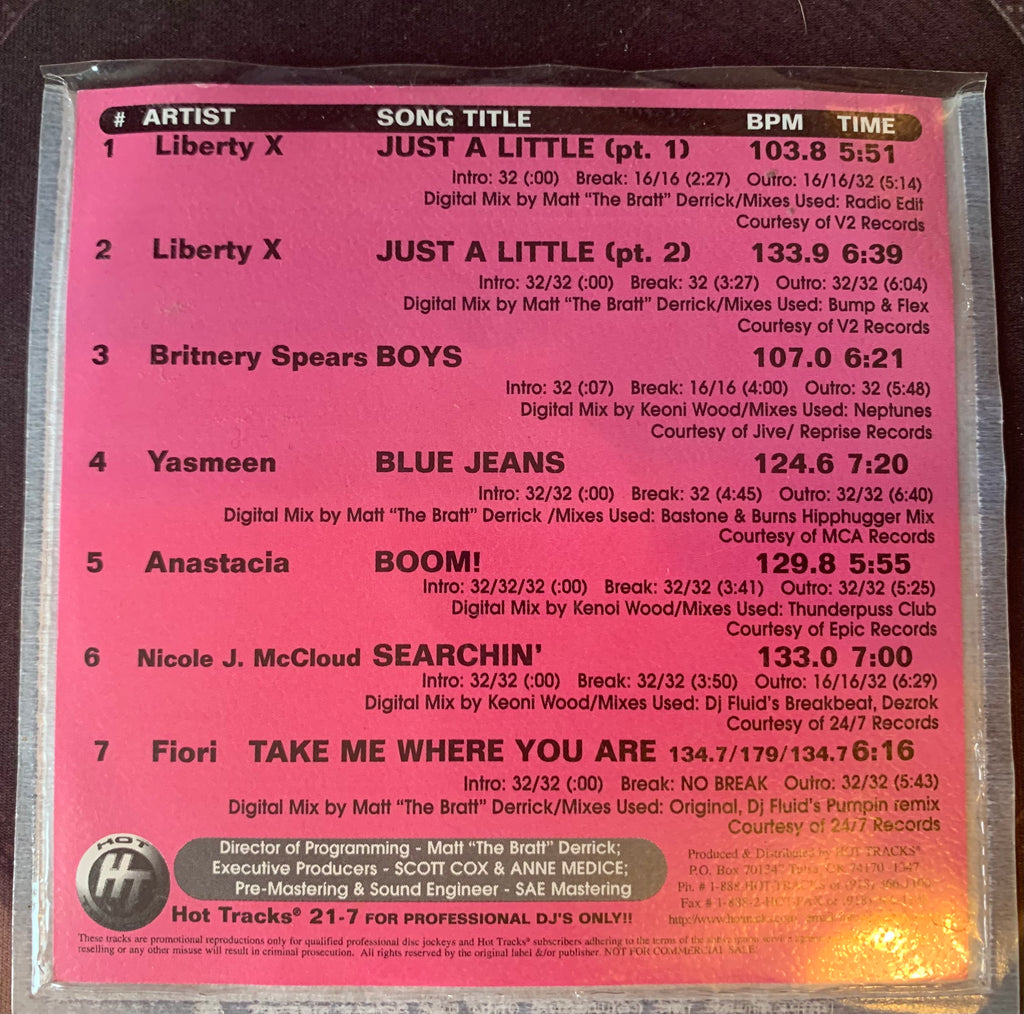 # ARTIST SONG TITLE BPM TIME
1 Liberty X JUST A LITTLE (pt. 1) 103.8 5:51
Intro: 32 (:00) Break: 16/16 (2:27) Outro: 16/16/32 (5:14)
Digital Mix by Matt "The Bratt" Derrick/Mixes Used: Radio Edit
Courtesy of V2 Records
2 Liberty X JUST A LITTLE (pt. 2) 133.9 6:39
Intro: 32/32 (:00) Break: 32 (3:27) Outro: 32/32 (6:04)
Digital Mix by Matt "The Bratt" Derrick/Mixes Used: Bump & Flex
Courtesy of V2 Records
3 Britnery Spears BOYS 107.0 6:21
Intro: 32 (:07) Break: 16/16 (4:00) Outro: 32 (5:48)
Digital Mix by Keoni Wood/Mixes Used: Neptunes
Courtesy of Jive/ Reprise Records
4 Yasmeen BLUE JEANS 124.6 7:20
Intro: 32/32 (:00) Break: 32 (4:45) Outro: 32/32 (6:40)
Digital Mix by Matt "The Bratt" Derrick /Mixes Used: Bastone & Burns Hipphugger Mix
Courtesy of MCA Records
5 Anastacia BOOM! 129.8 5:55
Intro: 32/32/32 (:00) Break: 32/32 (3:41) Outro: 32/32 (5:25)
Digital Mix by Kenoi Wood/Mixes Used: Thunderpuss Club
Courtesy of Epic Records
6 Nicole J. McCloud SEARCHIN' 133.0 7:00
Intro: 32/32 (:00) Break: 32/32 (3:50) Outro: 16/16/32 (6:29)
Digital Mix by Keoni Wood/Mixes Used: Dj Fluid's Breakbeat, Dezrok
Courtesy of 24/7 Records
7 Fiori TAKE ME WHERE YOU ARE 134.7/179/134.7 6:16
Intro: 32/32 (:00) Break: NO BREAK Outro: 32/32 (5:43)
Digital Mix by Matt "The Bratt" Derrick/Mixes Used: Original, Dj Fluid's Pumpin remix
Courtesy of 24/7 Records
HOT
HT
Director of Programming - Matt "The Bratt" Derrick;
Executive Producers - SCOTT COX & ANNE MEDICE;
Pre-Mastering & Sound Engineer - SAE Mastering
Produced & Distributed by HOT TRACKS®
P.O. Box Tulsa, OK 74170
Ph. # 1-888-HOT-TRACKS or (918)
Fax # or (918)
Hot Tracks® 21-7 FOR PROFESSIONAL DJ'S ONLY!!
These tracks are promotional reproductions only for qualified professional disc jockeys and Hot Tracks® subscribers adhering to the terms of the
reselling or any other misuse will result in criminal prosecution. All rights reserved by the original label &/or publisher. NOT FOR COMMERCIAL SALE